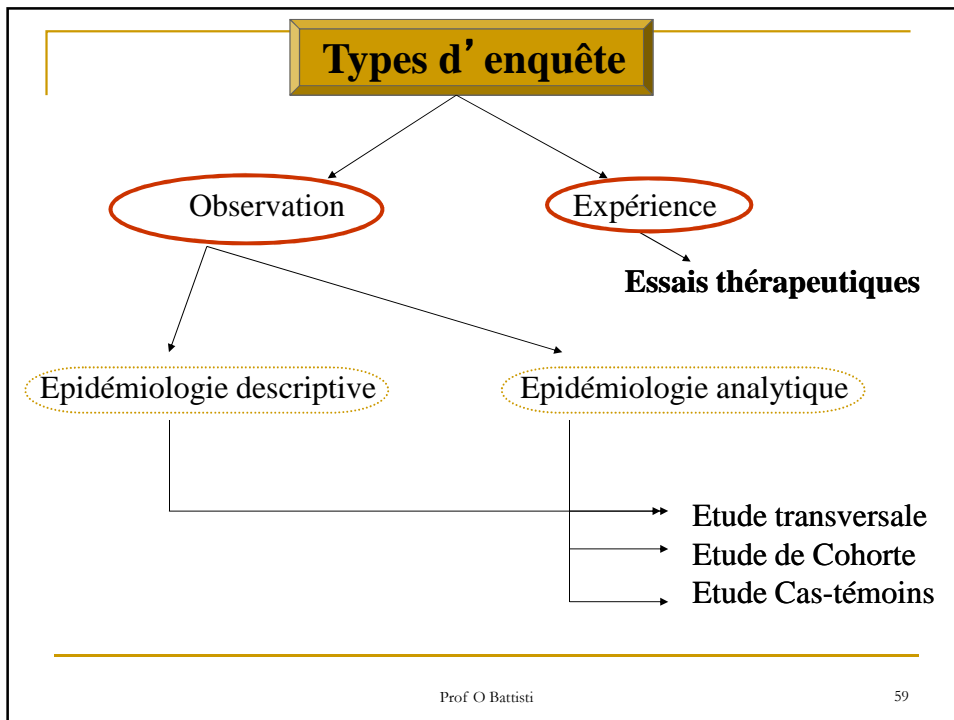 Types d’ enquête
Observation
Expérience
Essais thérapeutiques
Epidémiologie descriptive
Epidémiologie analytique
Etude transversale
Etude de Cohorte
Etude Cas-témoins
Prof O Battisti
59